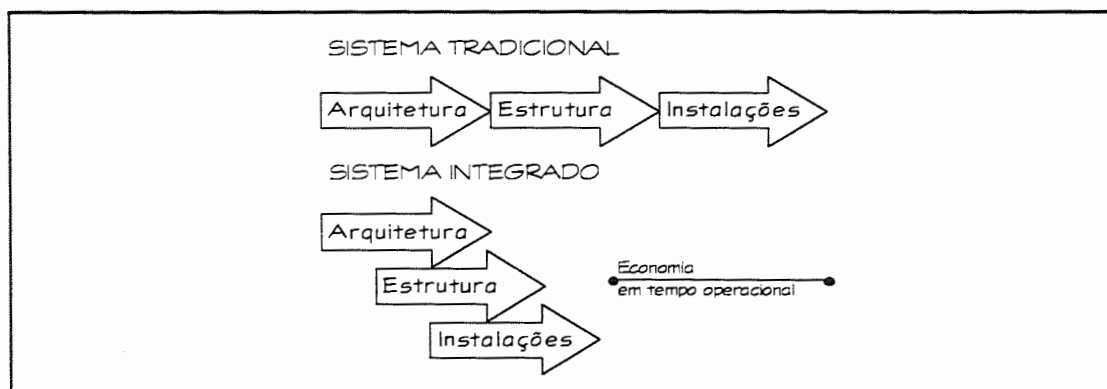 SISTEMA TRADICIONAL
Arquitetura Estrutura Instalações
SISTEMA INTEGRADO
Arquitetura
Estrutura
Economia
em tempo operacional
Instalações